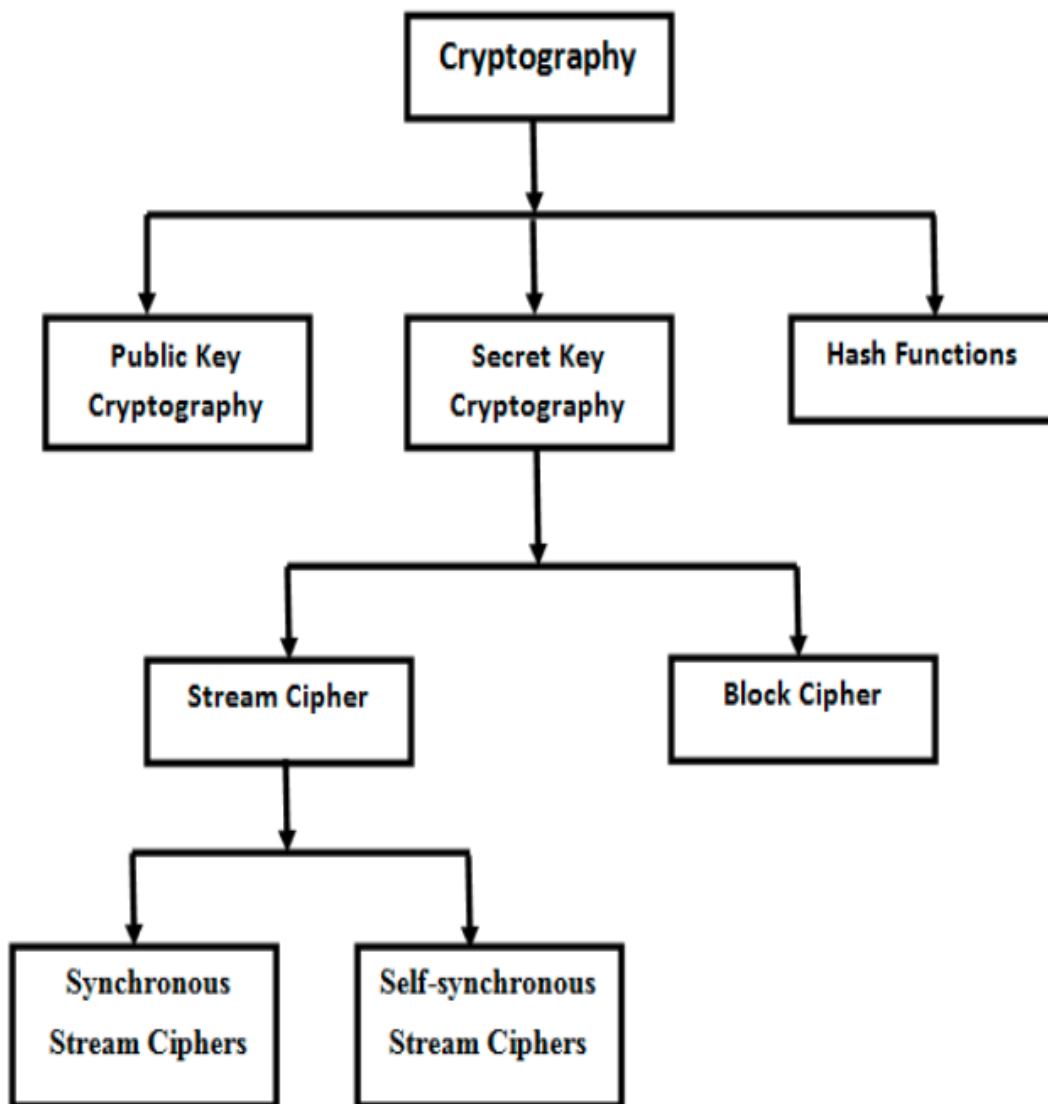 Cryptography
Public Key
Cryptography
Secret Key
Cryptography
Hash Functions
Stream Cipher
Block Cipher
Synchronous
Stream Ciphers
Self-synchronous
Stream Ciphers